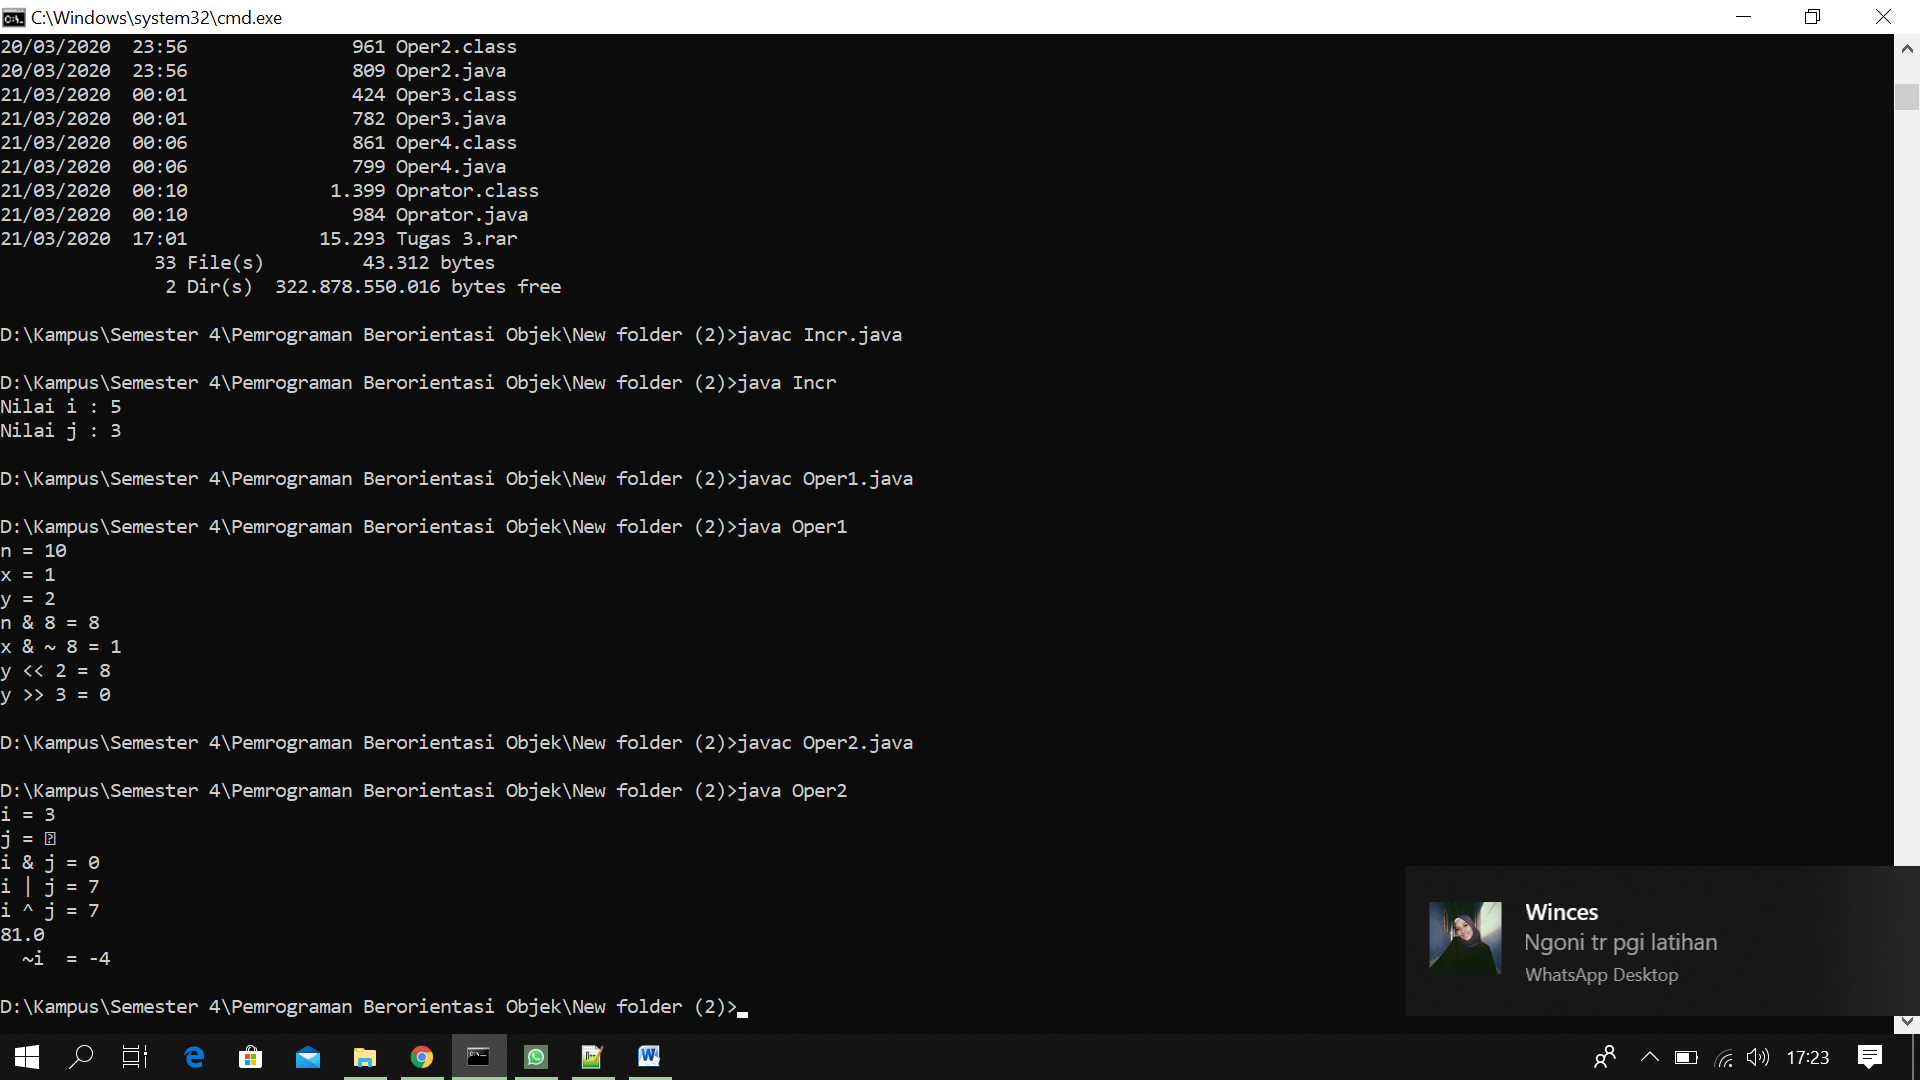 C:\Windows\system32\cmd.exe
20/03/2020  23:56               961 Oper2.class
20/03/2020  23:56               809 Oper2.java
21/03/2020  00:01               424 Oper3.class
21/03/2020  00:01               782 Oper3.java
21/03/2020  00:06               861 Oper4.class
21/03/2020  00:06               799 Oper4.java
21/03/2020  00:10             1.399 Oprator.class
21/03/2020  00:10               984 Oprator.java
21/03/2020  17:01            15.293 Tugas 3.rar
              33 File(s)         43.312 bytes
               2 Dir(s)  322.878.550.016 bytes free
D:\Kampus\Semester 4\Pemrograman Berorientasi Objek\New folder (2)>javac Incr.java
D:\Kampus\Semester 4\Pemrograman Berorientasi Objek\New folder (2)>java Incr
Nilai i : 5
Nilai j : 3
D:\Kampus\Semester 4\Pemrograman Berorientasi Objek\New folder (2)>javac Oper1.java
D:\Kampus\Semester 4\Pemrograman Berorientasi Objek\New folder (2)>java Oper1
n = 10
x = 1
y = 2
n & 8 = 8
x & ~ 8 = 1
y << 2 = 8
y >> 3 = 0
D:\Kampus\Semester 4\Pemrograman Berorientasi Objek\New folder (2)>javac Oper2.java
D:\Kampus\Semester 4\Pemrograman Berorientasi Objek\New folder (2)>java Oper2
i = 3
j = 
i & j = 0
i | j = 7
i ^ j = 7
81.0
  ~i  = -4
D:\Kampus\Semester 4\Pemrograman Berorientasi Objek\New folder (2)>
Winces
Ngoni tr pgi latihan
WhatsApp Desktop
17:23